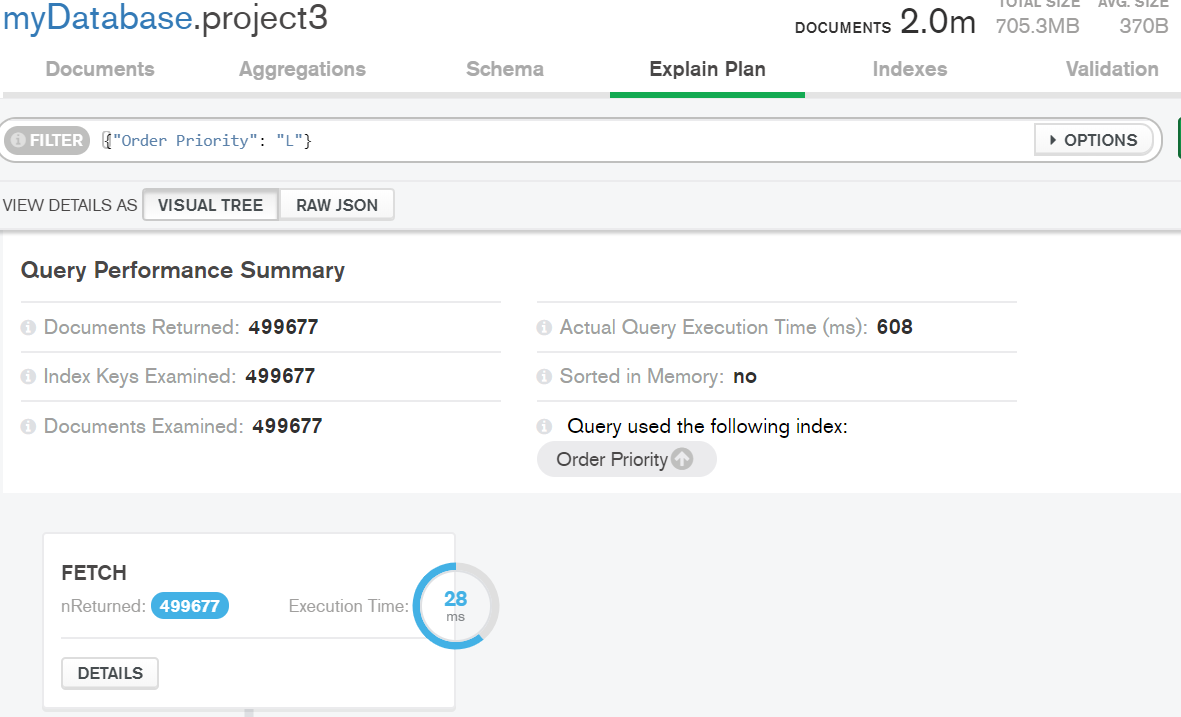 myDatabase.project3
DOCUMENTS 2.0m
TOTAL SIZE 705.3MB
AVG. SIZE 370B
Documents Aggregations Schema Explain Plan Indexes Validation
FILTER {"Order Priority": "L"} OPTIONS
VIEW DETAILS AS VISUAL TREE RAW JSON
Query Performance Summary
Documents Returned: 499677
Index Keys Examined: 499677
Documents Examined: 499677
Actual Query Execution Time (ms): 608
Sorted in Memory: no
Query used the following index:
Order Priority
FETCH
nReturned: 499677 Execution Time: 28 ms
DETAILS